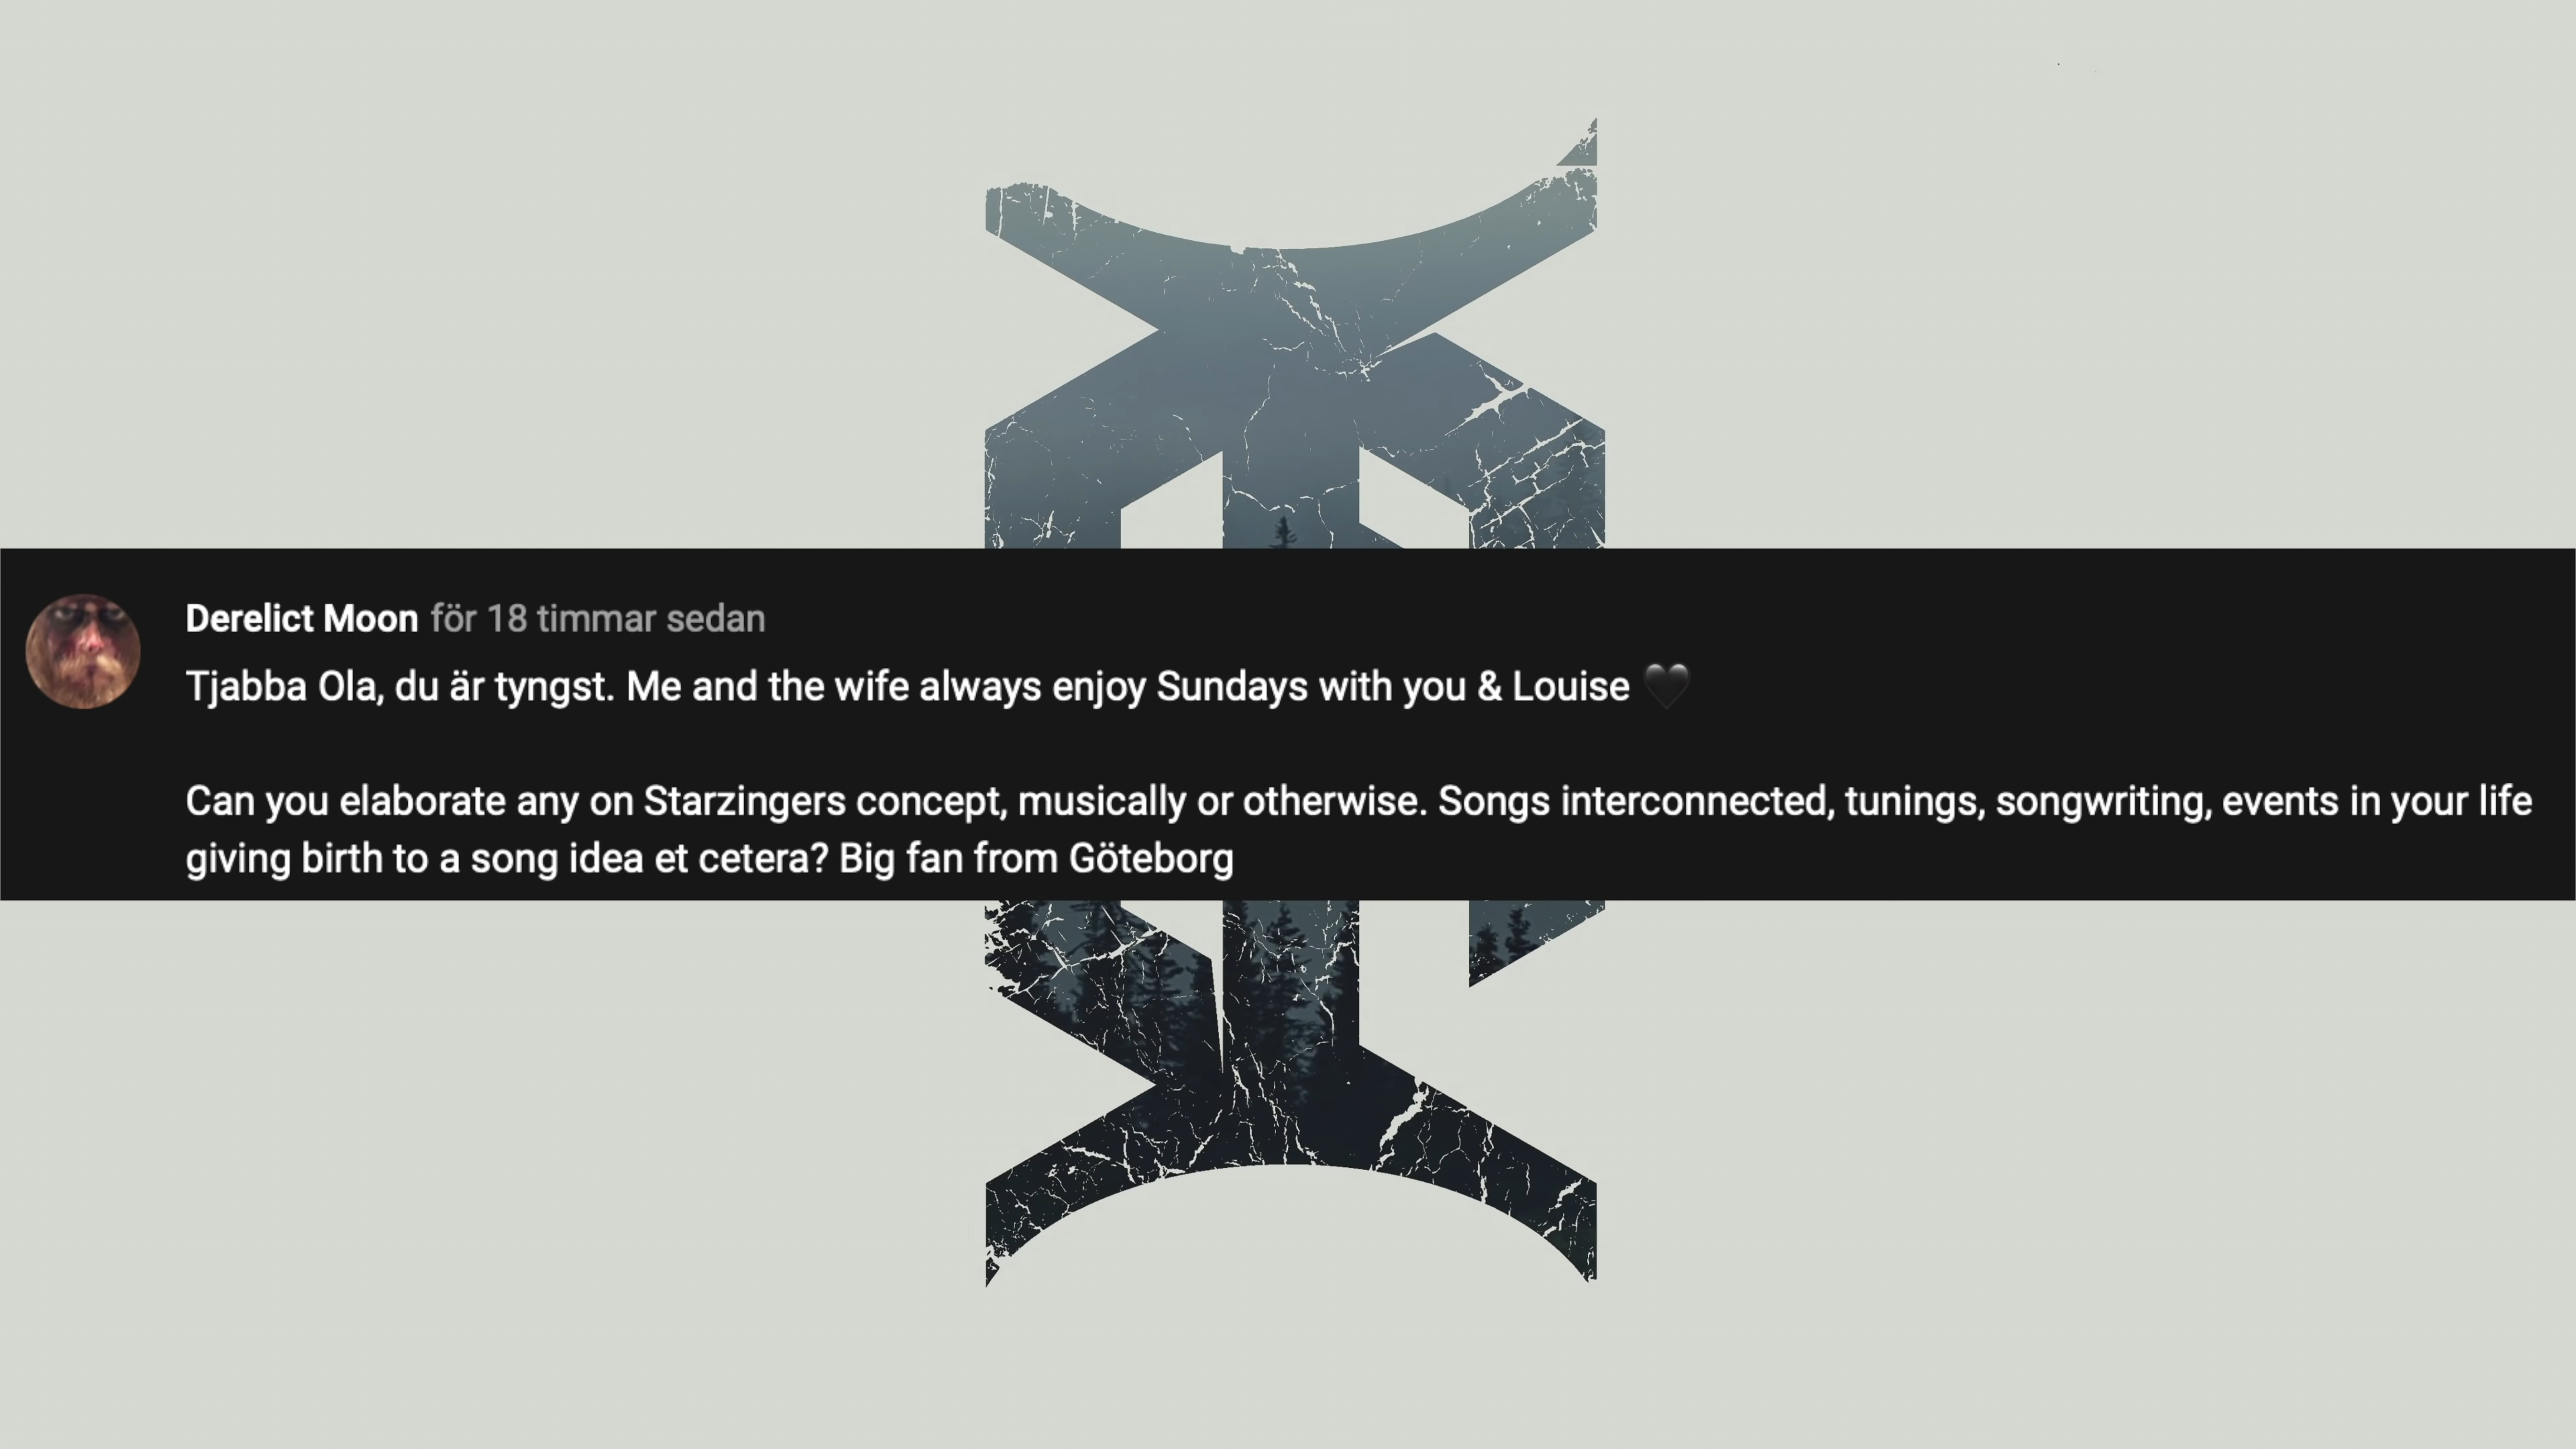 Derelict Moon för 18 timmar sedan
Tjabba Ola, du är tyngst. Me and the wife always enjoy Sundays with you & Louise 🖤
Can you elaborate any on Starzingers concept, musically or otherwise. Songs interconnected, tunings, songwriting, events in your life
giving birth to a song idea et cetera? Big fan from Göteborg